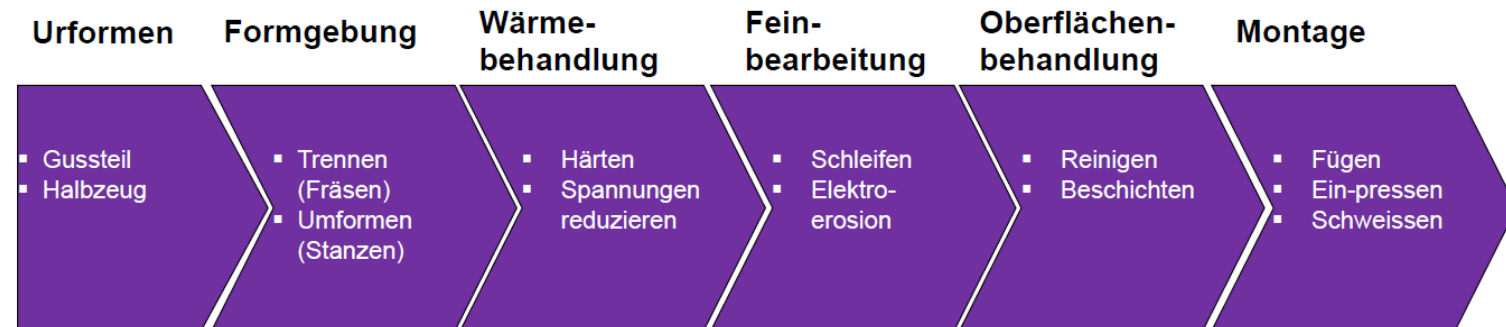 Urformen
Formgebung
Wärme-
behandlung
Fein-
bearbeitung
Oberflächen-
behandlung
Montage
▪ Gussteil
▪ Halbzeug
▪ Trennen
(Fräsen)
▪ Umformen
(Stanzen)
▪ Härten
▪ Spannungen
reduzieren
▪ Schleifen
▪ Elektro-
erosion
▪ Reinigen
▪ Beschichten
▪ Fügen
▪ Ein-pressen
▪ Schweissen